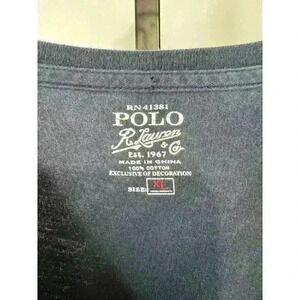 RN 41381
POLO
R. Lauren
& Co
EST. 1967
MADE IN CHINA
100% COTTON
EXCLUSIVE OF DECORATION
SIZE: XL